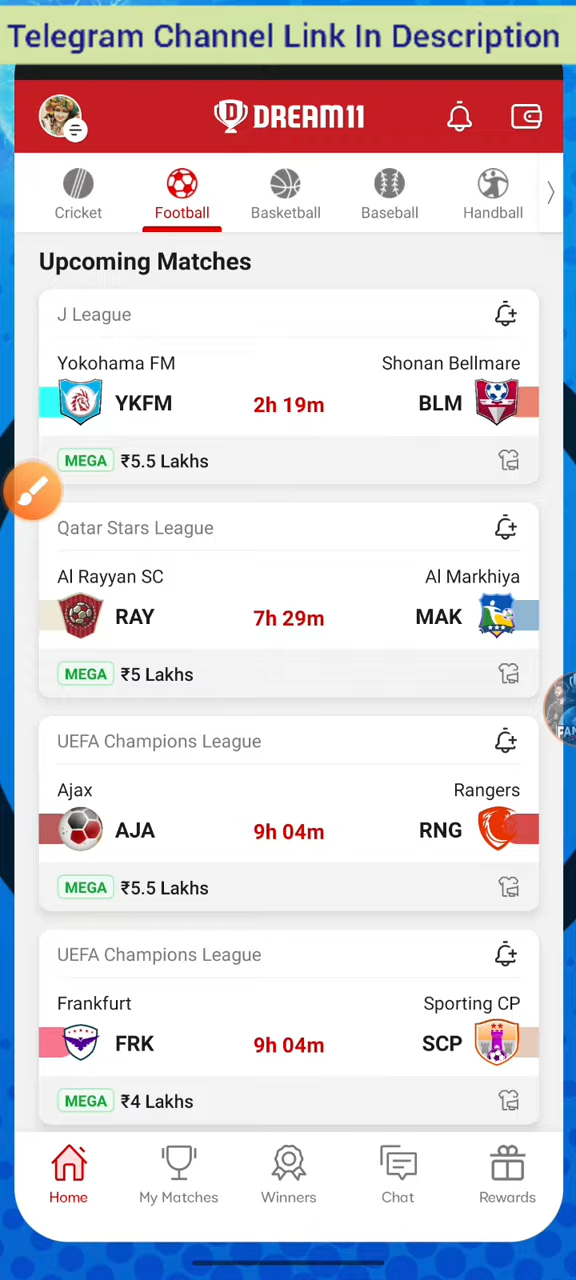 Telegram Channel Link In Description
DREAM11
Cricket Football Basketball Baseball Handball
Upcoming Matches
J League
Yokohama FM Shonan Bellmare
YKFM 2h 19m BLM
MEGA ₹5.5 Lakhs
Qatar Stars League
Al Rayyan SC Al Markhiya
RAY 7h 29m MAK
MEGA ₹5 Lakhs
UEFA Champions League
Ajax Rangers
AJA 9h 04m RNG
MEGA ₹5.5 Lakhs
UEFA Champions League
Frankfurt Sporting CP
FRK 9h 04m SCP
MEGA ₹4 Lakhs
Home My Matches Winners Chat Rewards